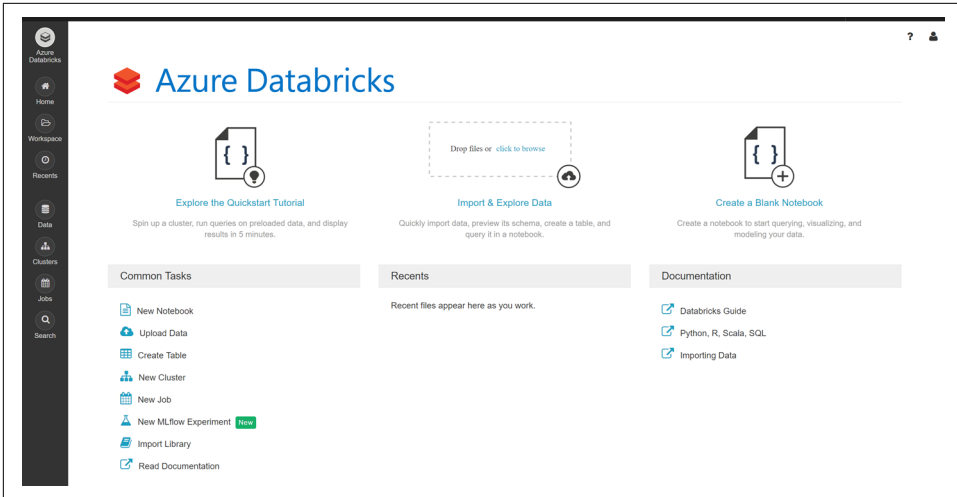 Azure
Databricks
Home
Workspace
Recents
Data
Clusters
Jobs
Search
?
Azure Databricks
{ }
Explore the Quickstart Tutorial
Spin up a cluster, run queries on preloaded data, and display
results in 5 minutes.
Drop files or click to browse
Import & Explore Data
Quickly import data, preview its schema, create a table, and
query it in a notebook.
{ }
Create a Blank Notebook
Create a notebook to start querying, visualizing, and
modeling your data.
Common Tasks
New Notebook
Upload Data
Create Table
New Cluster
New Job
New MLflow Experiment New
Import Library
Read Documentation
Recents
Recent files appear here as you work.
Documentation
Databricks Guide
Python, R, Scala, SQL
Importing Data